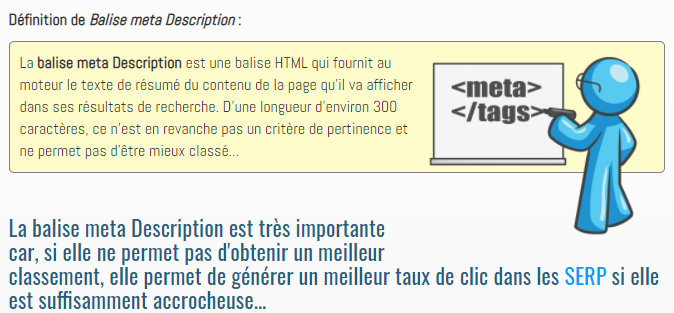 Définition de Balise meta Description :
La balise meta Description est une balise HTML qui fournit au
moteur le texte de résumé du contenu de la page qu'il va afficher
dans ses résultats de recherche. D'une longueur d'environ 300
caractères, ce n'est en revanche pas un critère de pertinence et
ne permet pas d'être mieux classé...
<meta>
</tags>
La balise meta Description est très importante
car, si elle ne permet pas d'obtenir un meilleur
classement, elle permet de générer un meilleur taux de clic dans les SERP si elle
est suffisamment accrocheuse...